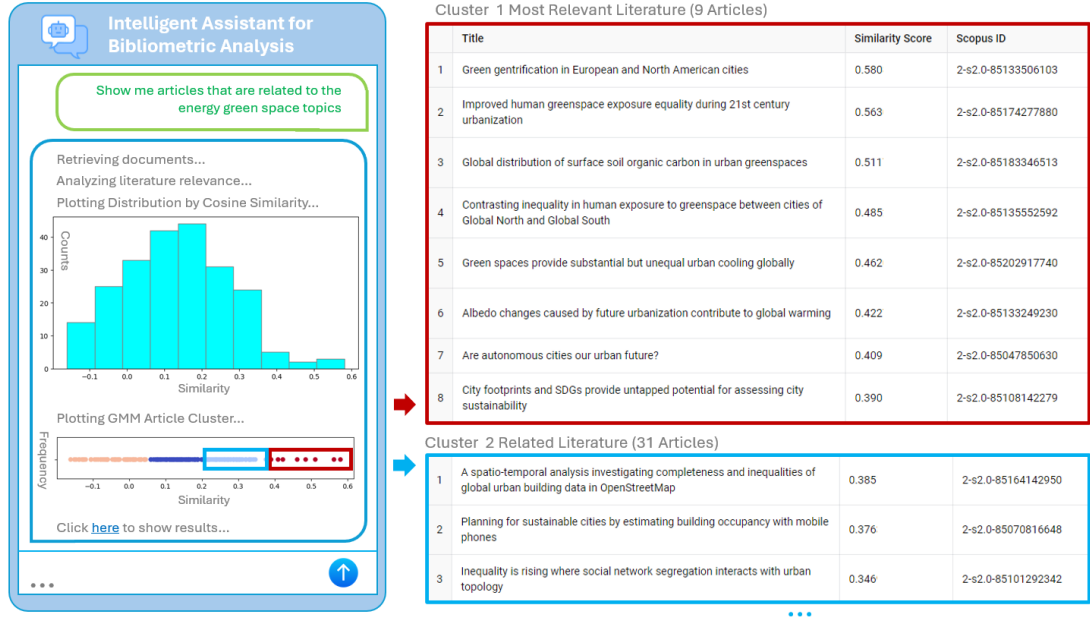 Intelligent Assistant for
Bibliometric Analysis
Show me articles that are related to the
energy green space topics
Retrieving documents...
Analyzing literature relevance...
Plotting Distribution by Cosine Similarity...
Counts
40
30
20
10
0
−0.1 0.0 0.1 0.2 0.3 0.4 0.5 0.6
Similarity
Plotting GMM Article Cluster...
Frequency
−0.1 0.0 0.1 0.2 0.3 0.4 0.5 0.6
Similarity
Click here to show results...
Cluster 1 Most Relevant Literature (9 Articles)
Title Similarity Score Scopus ID
1 Green gentrification in European and North American cities 0.580 2-s2.0-85133506103
2 Improved human greenspace exposure equality during 21st century
urbanization 0.563 2-s2.0-85174277880
3 Global distribution of surface soil organic carbon in urban greenspaces 0.511 2-s2.0-85183346513
4 Contrasting inequality in human exposure to greenspace between cities of
Global North and Global South 0.485 2-s2.0-85135552592
5 Green spaces provide substantial but unequal urban cooling globally 0.462 2-s2.0-85202917740
6 Albedo changes caused by future urbanization contribute to global warming 0.422 2-s2.0-85133249230
7 Are autonomous cities our urban future? 0.409 2-s2.0-85047850630
8 City footprints and SDGs provide untapped potential for assessing city
sustainability 0.390 2-s2.0-85108142279
Cluster 2 Related Literature (31 Articles)
1 A spatio-temporal analysis investigating completeness and inequalities of
global urban building data in OpenStreetMap 0.385 2-s2.0-85164142950
2 Planning for sustainable cities by estimating building occupancy with mobile
phones 0.376 2-s2.0-85070816648
3 Inequality is rising where social network segregation interacts with urban
topology 0.346 2-s2.0-85101292342